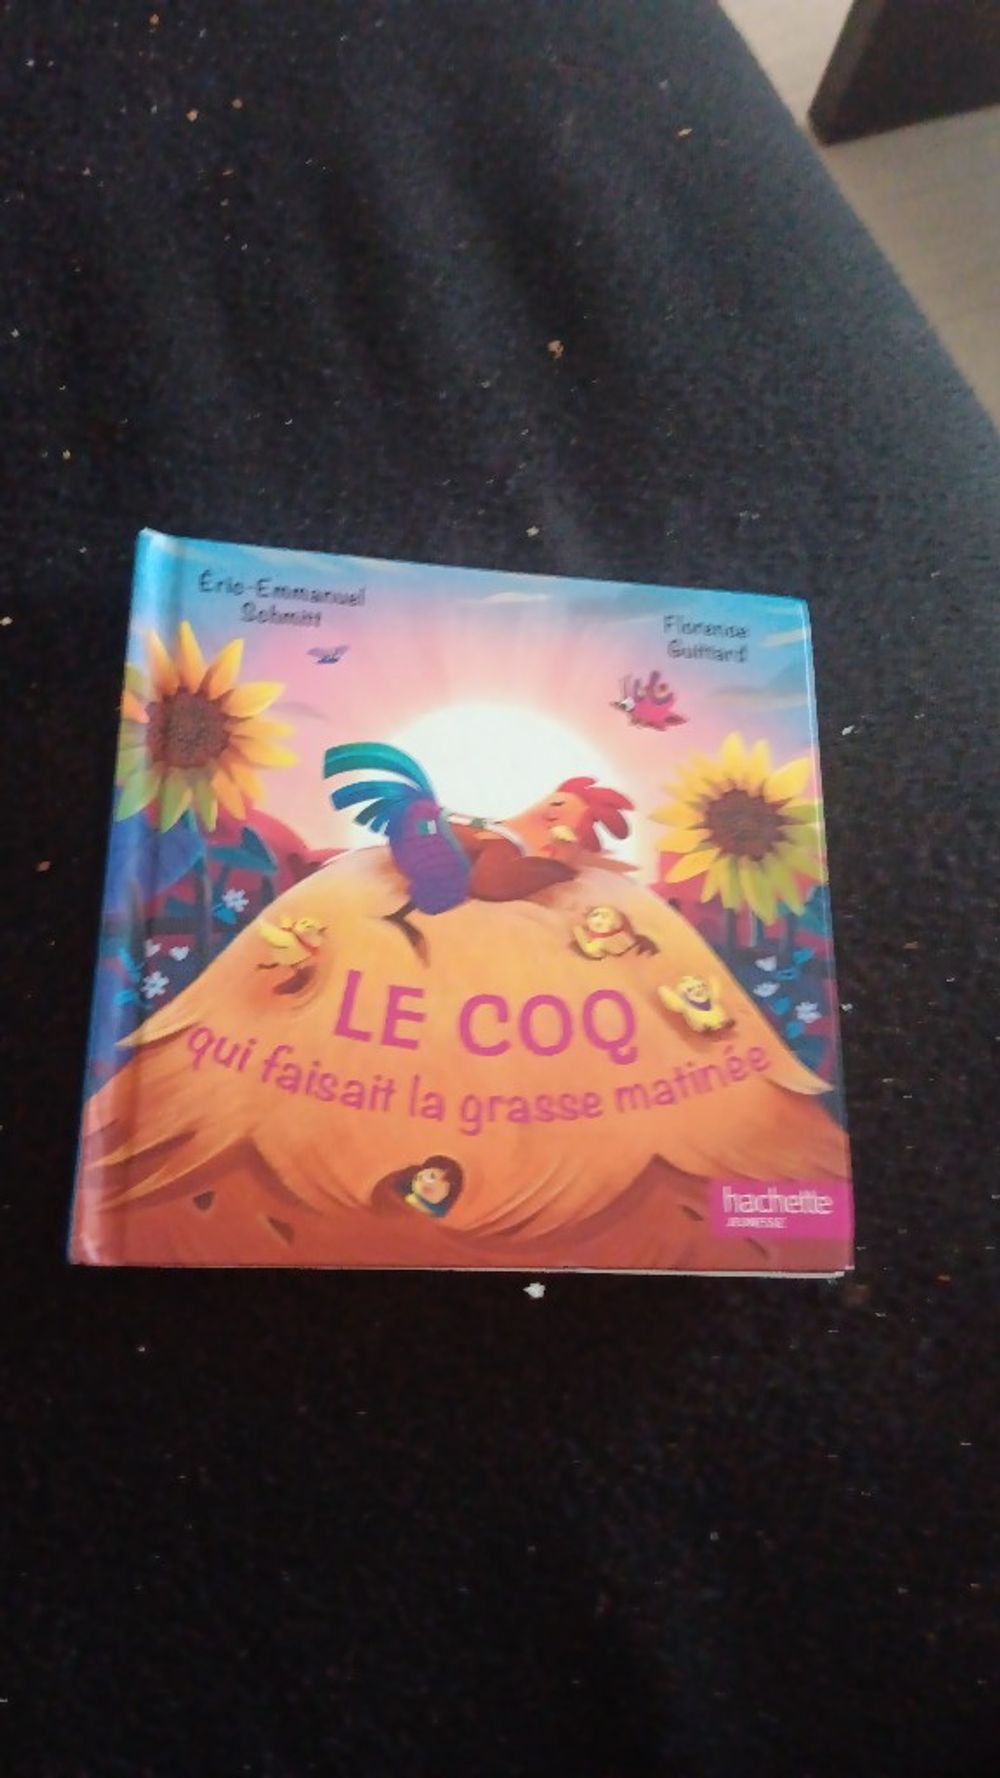 Éric-Emmanuel
Schmitt
Florence
Guittard
LE COQ
qui faisait la grasse matinée
hachette
JEUNESSE